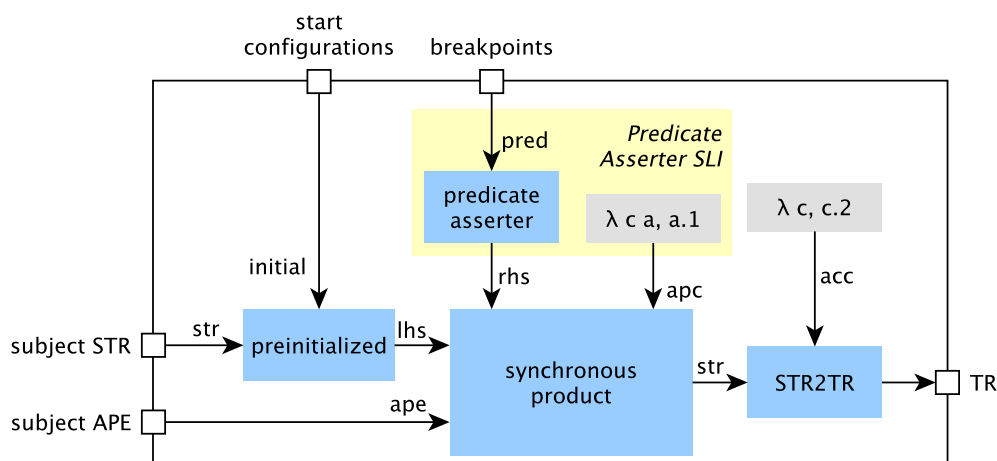 start
configurations
breakpoints
pred
Predicate
Asserter SLI
predicate
asserter
λ c a, a.1
λ c, c.2
initial
rhs
apc
acc
subject STR
str
preinitialized
lhs
synchronous
product
str
STR2TR
TR
subject APE
ape